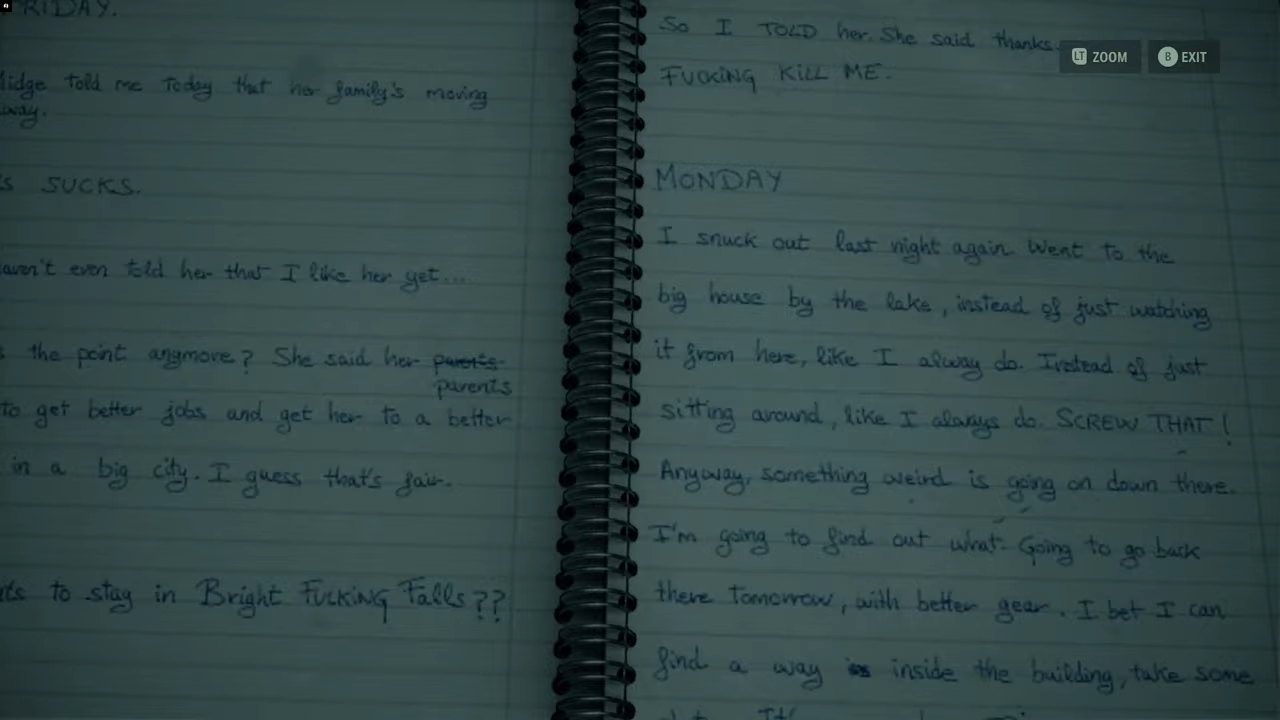 FRIDAY.
told me today that her family's moving
way.
s SUCKS.
aven't even told her that I like her yet...
s the point anymore? She said her parents
parents
to get better jobs and get her to a better
in a big city. I guess that's fair.
ts to stay in Bright FUCKING Falls??
So I TOLD her. She said thanks.
FUCKING KILL ME.
LT ZOOM
B EXIT
MONDAY
I snuck out last night again. Went to the
big house by the lake, instead of just watching
it from here, like I alway do. Instead of just
sitting around, like I always do. SCREW THAT!
Anyway, something weird is going on down there.
I'm going to find out what. Going to go back
there tomorrow, with better gear. I bet I can
find a way inside the building, take some